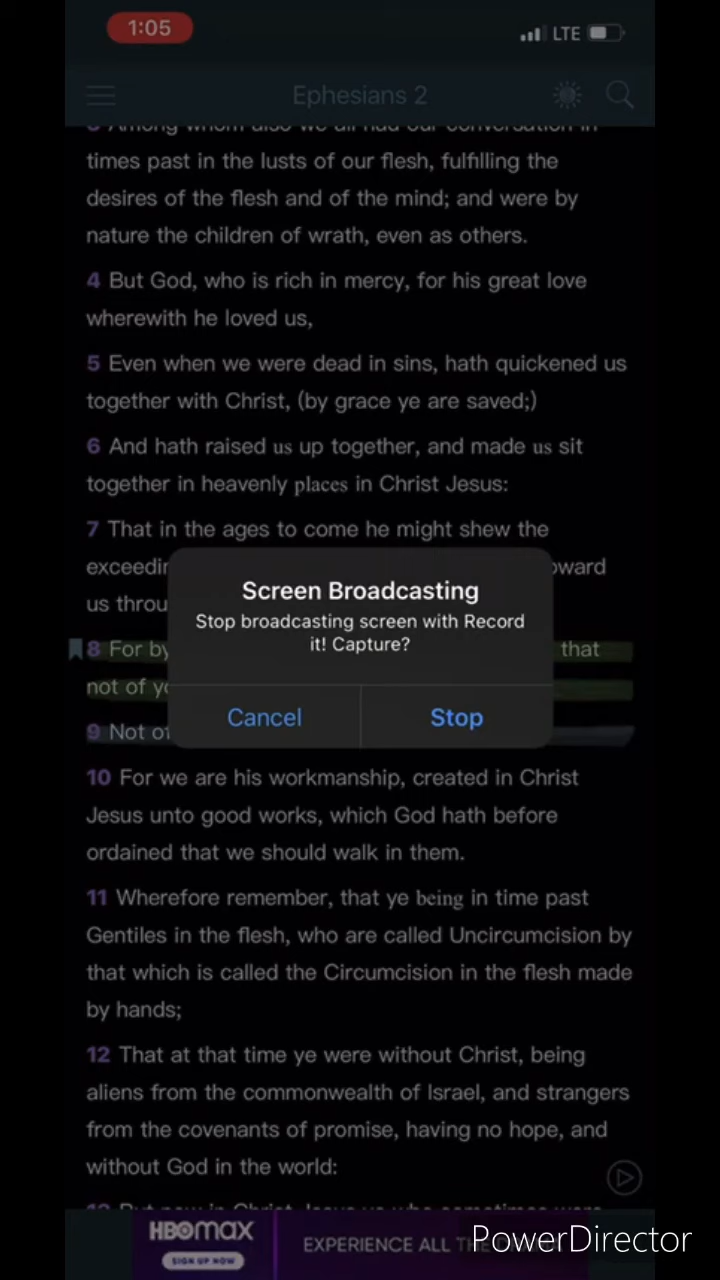 1:05
LTE
Ephesians 2
times past in the lusts of our flesh, fulfilling the
desires of the flesh and of the mind; and were by
nature the children of wrath, even as others.
4 But God, who is rich in mercy, for his great love
wherewith he loved us,
5 Even when we were dead in sins, hath quickened us
together with Christ, (by grace ye are saved;)
6 And hath raised us up together, and made us sit
together in heavenly places in Christ Jesus:
7 That in the ages to come he might shew the
us
Screen Broadcasting
Stop broadcasting screen with Record
it! Capture?
Cancel
Stop
8 For by that
not of
9 Not
10 For we are his workmanship, created in Christ
Jesus unto good works, which God hath before
ordained that we should walk in them.
11 Wherefore remember, that ye being in time past
Gentiles in the flesh, who are called Uncircumcision by
that which is called the Circumcision in the flesh made
by hands;
12 That at that time ye were without Christ, being
aliens from the commonwealth of Israel, and strangers
from the covenants of promise, having no hope, and
without God in the world:
HBOMAX
SIGN UP NOW
EXPERIENCE ALL
PowerDirector